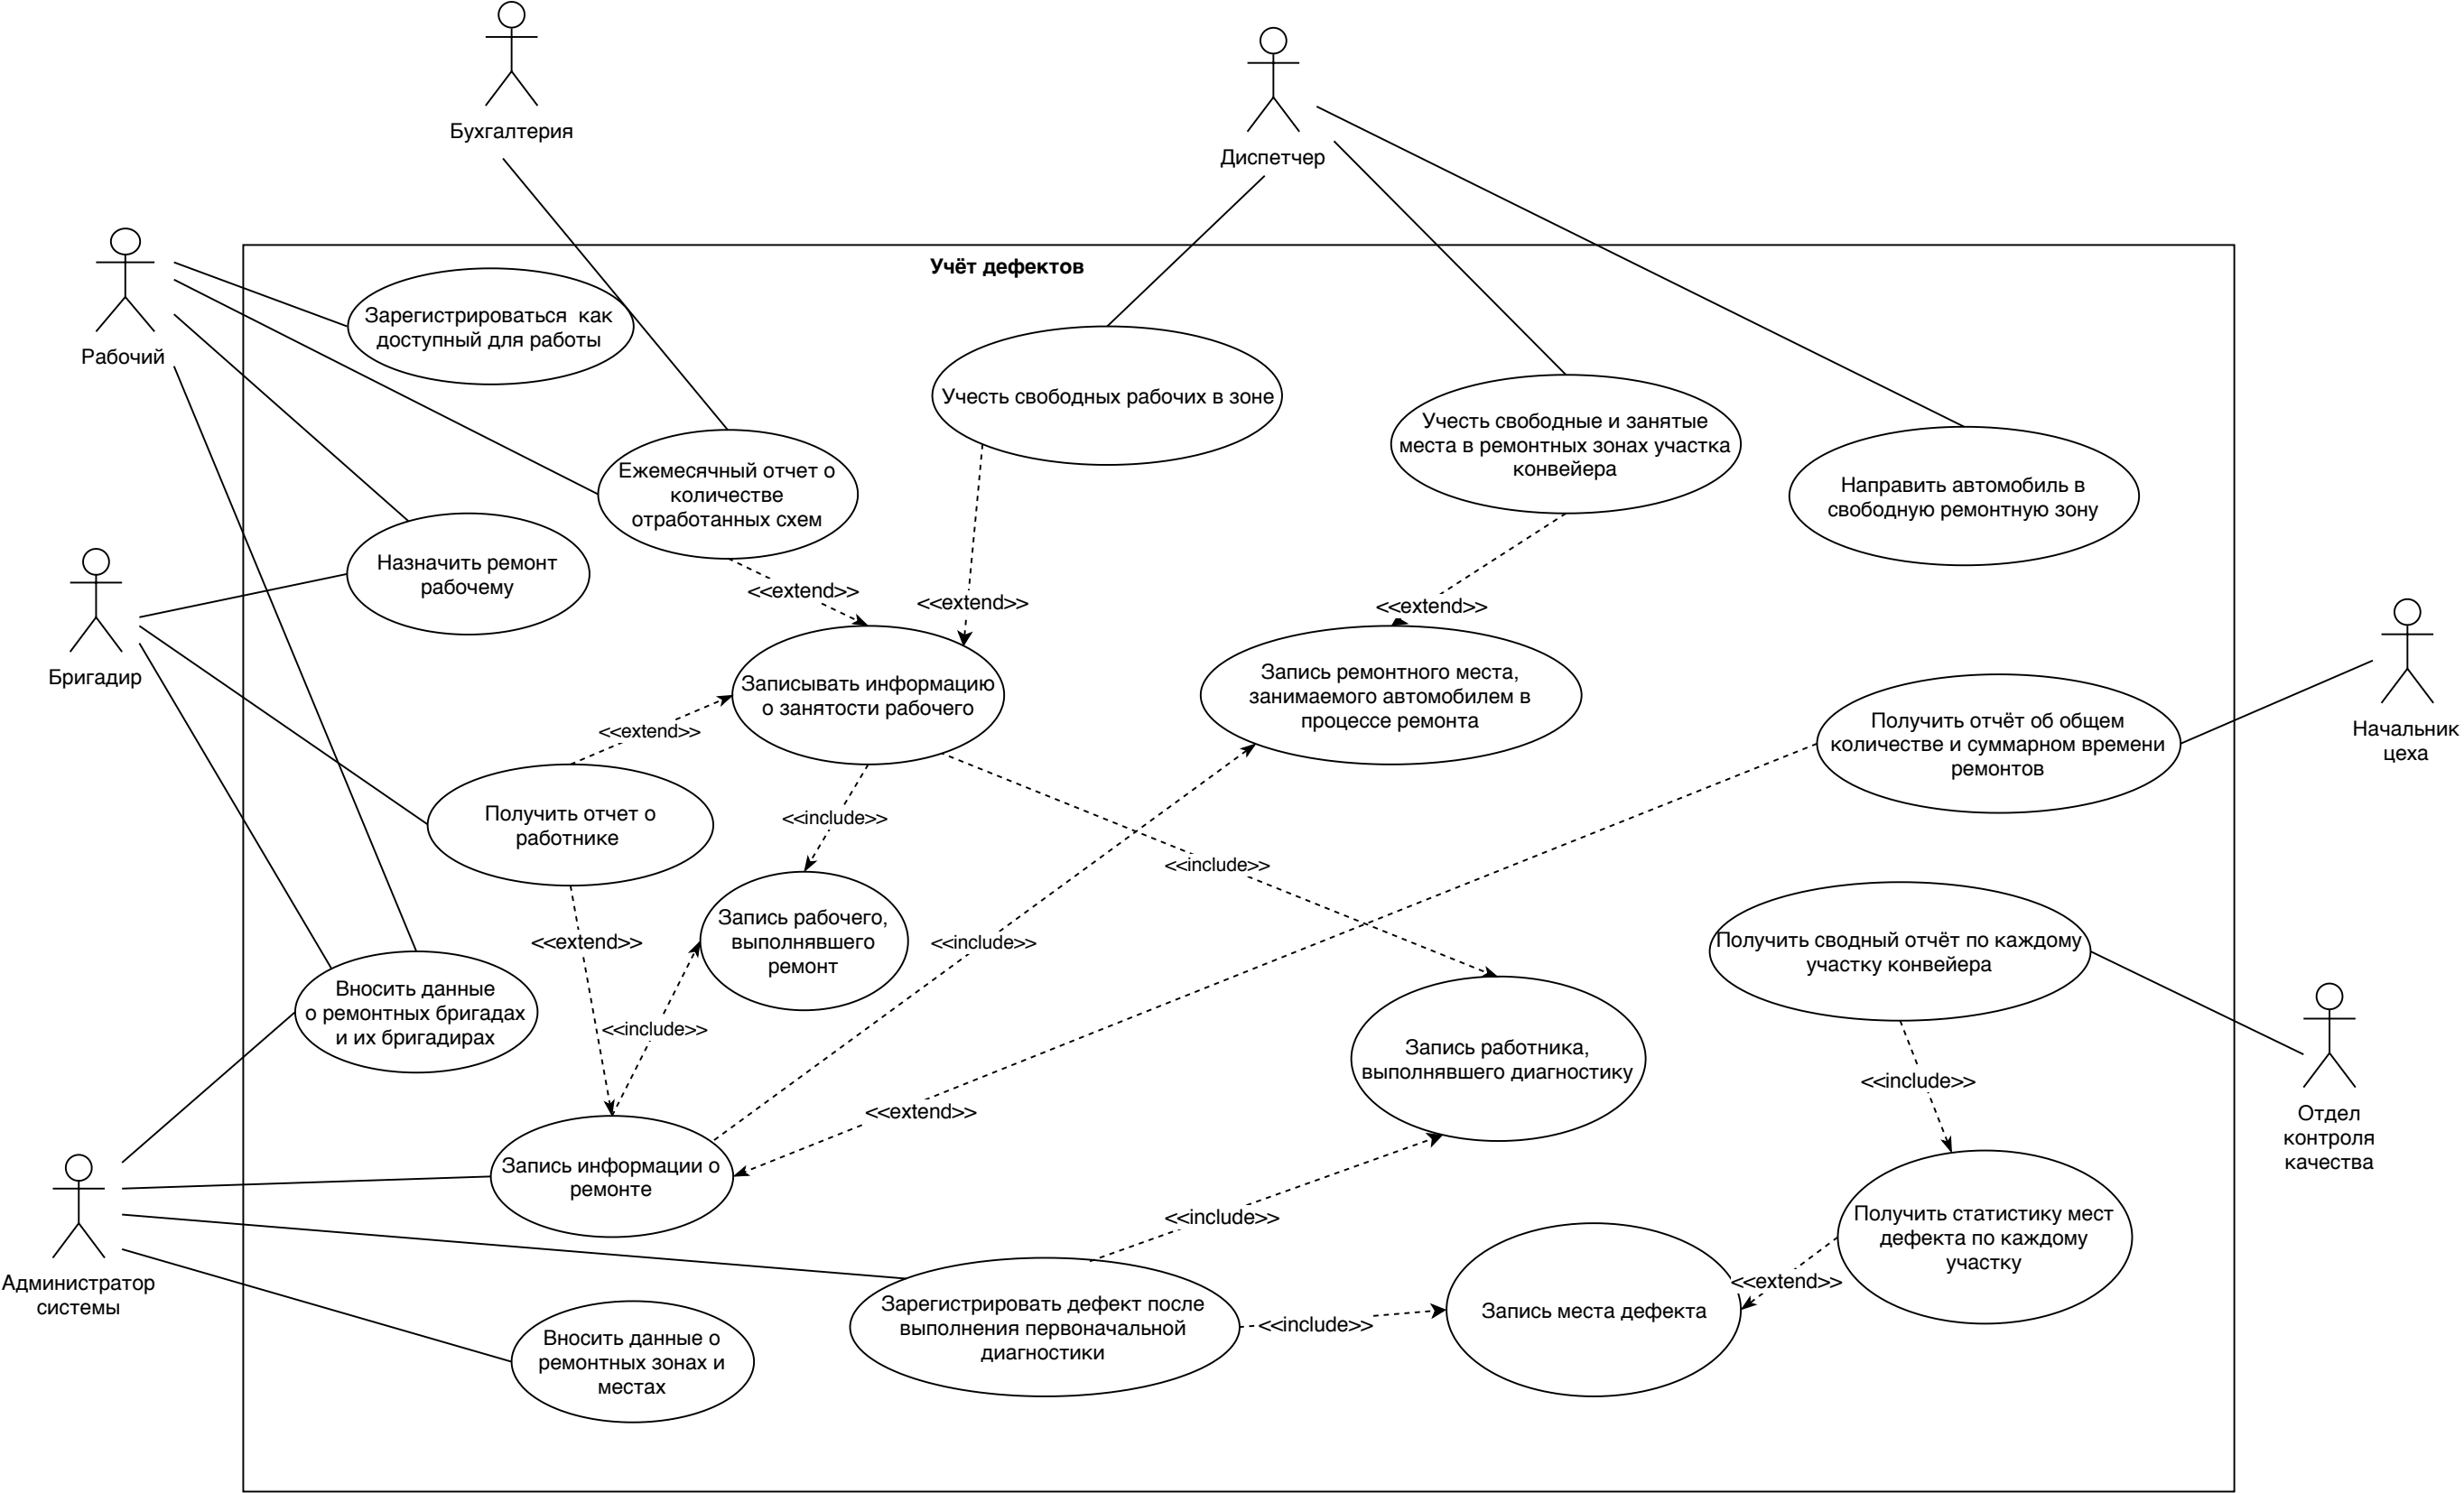 Бухгалтерия
Диспетчер
Рабочий
Учёт дефектов
Зарегистрироваться как
доступный для работы
Учесть свободных рабочих в зоне
Учесть свободные и занятые
места в ремонтных зонах участка
конвейера
Ежемесячный отчет о
количестве
отработанных схем
Направить автомобиль в
свободную ремонтную зону
Назначить ремонт
рабочему
<<extend>>
<<extend>>
<<extend>>
Бригадир
Записывать информацию
о занятости рабочего
Запись ремонтного места,
занимаемого автомобилем в
процессе ремонта
Получить отчёт об общем
количестве и суммарном времени
ремонтов
Начальник
цеха
<<extend>>
Получить отчет о
работнике
<<include>>
<<include>>
Запись рабочего,
выполнявшего
ремонт
<<extend>>
<<include>>
Получить сводный отчёт по каждому
участку конвейера
Вносить данные
о ремонтных бригадах
и их бригадирах
<<include>>
Запись работника,
выполнявшего диагностику
<<include>>
<<extend>>
Отдел
контроля
качества
Запись информации о
ремонте
<<include>>
Получить статистику мест
дефекта по каждому
участку
<<extend>>
Администратор
системы
Зарегистрировать дефект после
выполнения первоначальной
диагностики
<<include>>
Запись места дефекта
Вносить данные о
ремонтных зонах и
местах